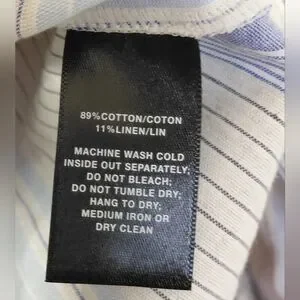 89%COTTON/COTON
11%LINEN/LIN
MACHINE WASH COLD
INSIDE OUT SEPARATELY;
DO NOT BLEACH;
DO NOT TUMBLE DRY;
HANG TO DRY;
MEDIUM IRON OR
DRY CLEAN